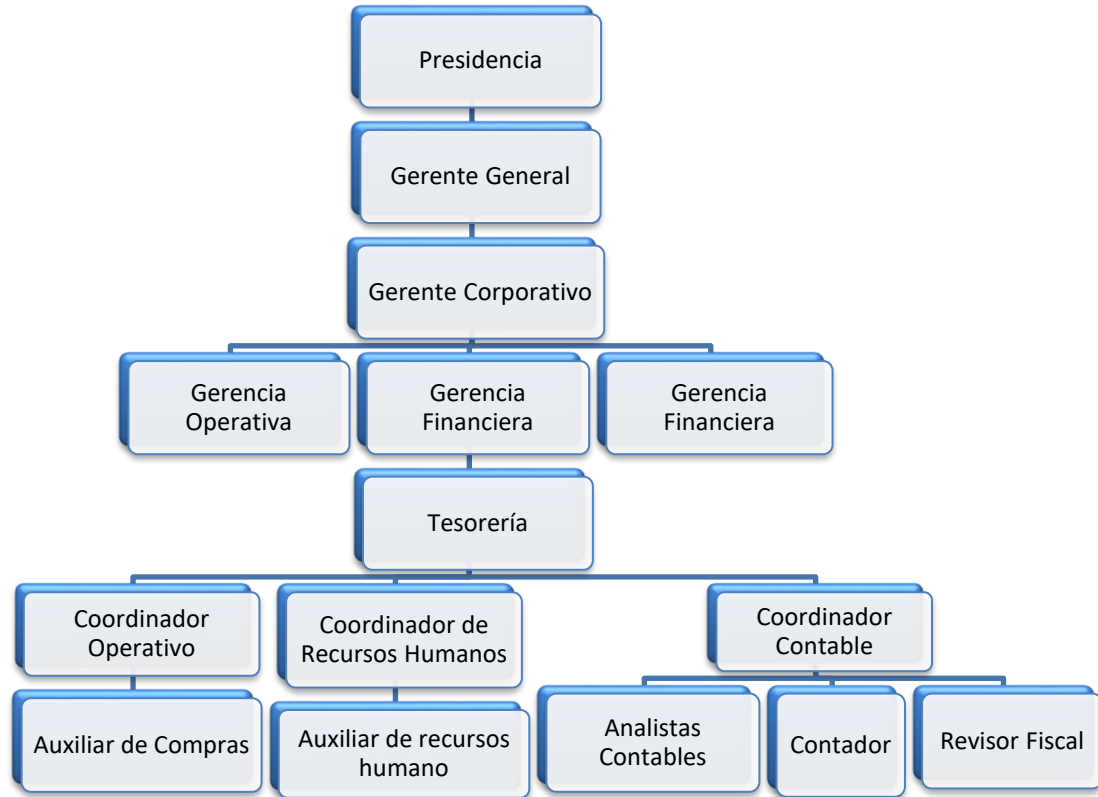 Presidencia
Gerente General
Gerente Corporativo
Gerencia
Operativa
Gerencia
Financiera
Gerencia
Financiera
Tesorería
Coordinador
Operativo
Coordinador de
Recursos Humanos
Coordinador
Contable
Auxiliar de Compras
Auxiliar de recursos
humano
Analistas
Contables
Contador
Revisor Fiscal